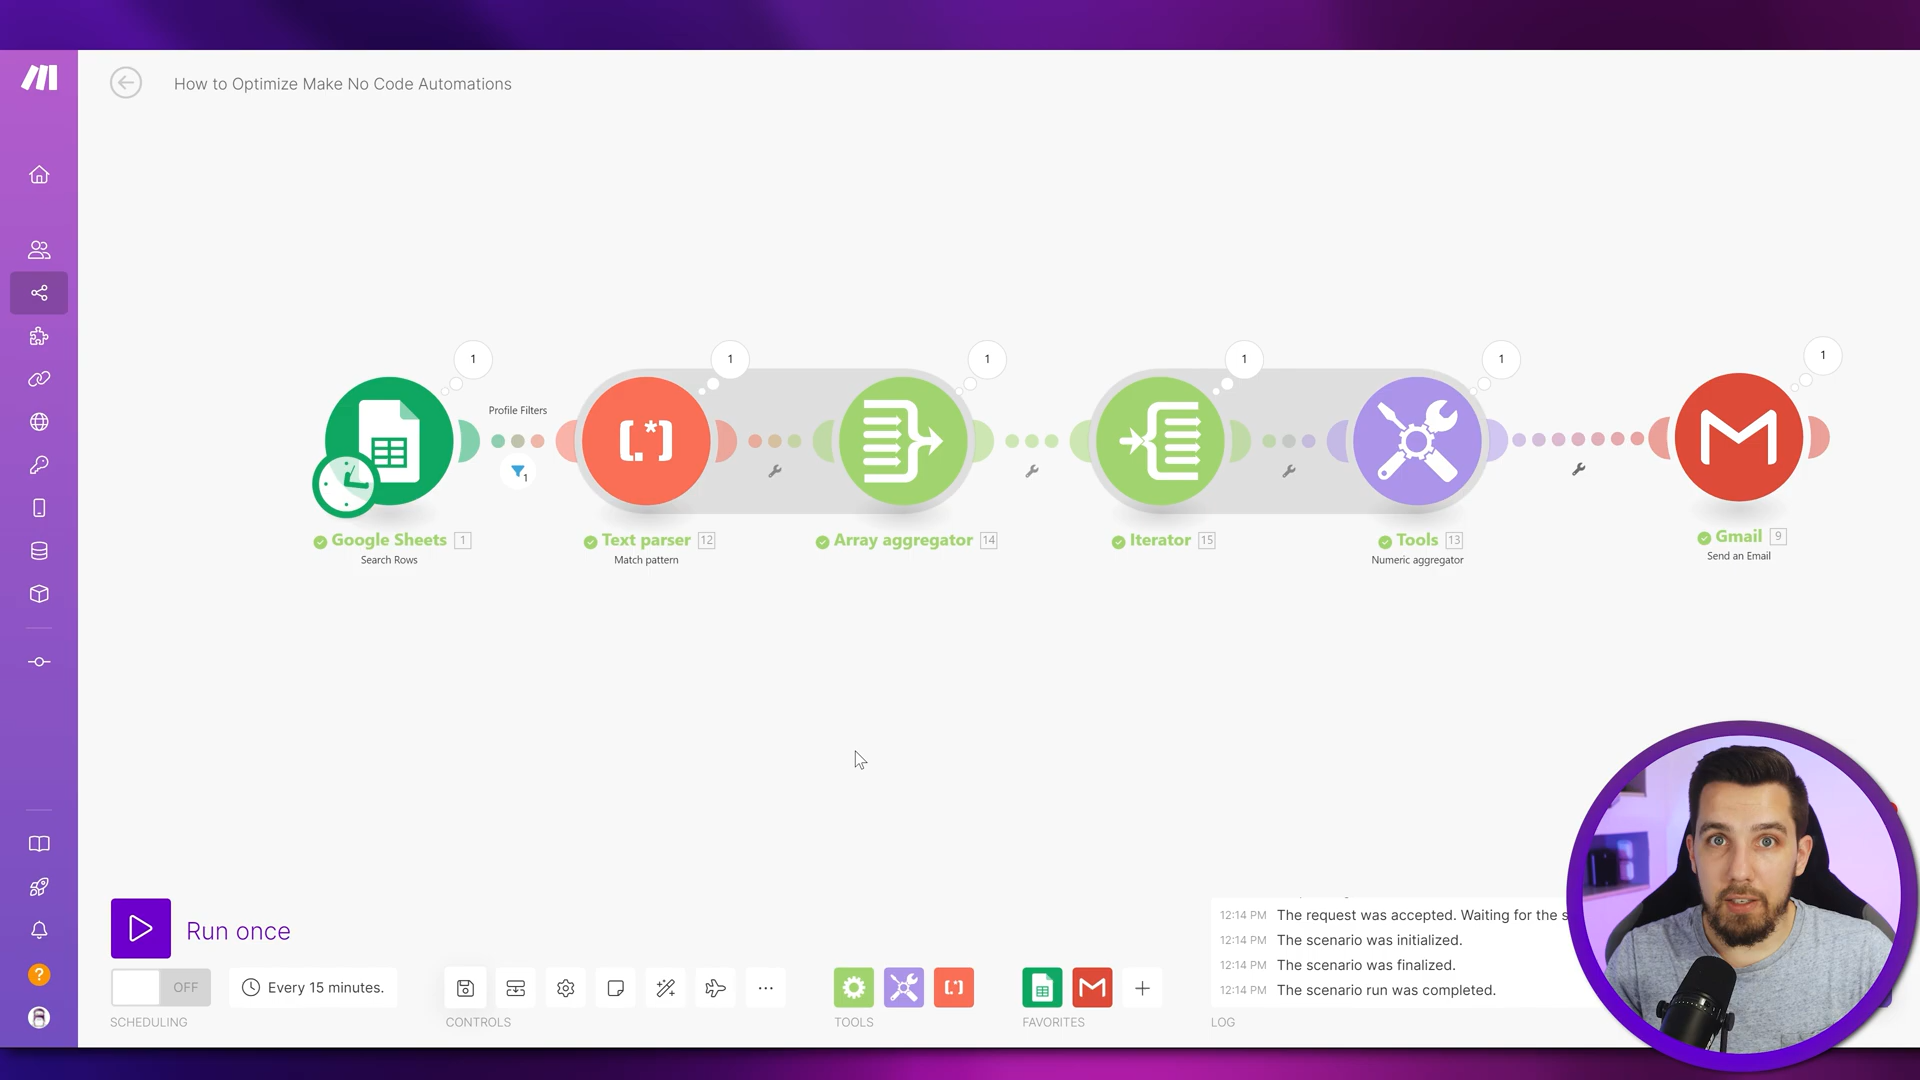 How to Optimize Make No Code Automations
1
1
1
1
1
1
Profile Filters
1
[.*]
Google Sheets 1
Search Rows
Text parser 12
Match pattern
Array aggregator 14
Iterator 15
Tools 13
Numeric aggregator
Gmail 9
Send an Email
Run once
OFF
Every 15 minutes.
SCHEDULING
CONTROLS
TOOLS
FAVORITES
12:14 PM The request was accepted. Waiting for the s
12:14 PM The scenario was initialized.
12:14 PM The scenario was finalized.
12:14 PM The scenario run was completed.
LOG
?